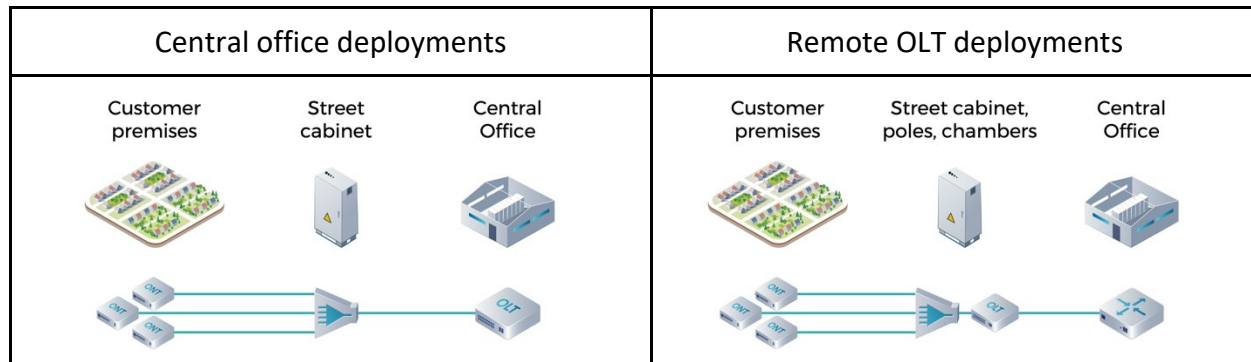 Central office deployments
Remote OLT deployments
Customer
premises
Street
cabinet
Central
Office
Customer
premises
Street cabinet,
poles, chambers
Central
Office
ONT
ONT
ONT
OLT
ONT
ONT
ONT
OLT